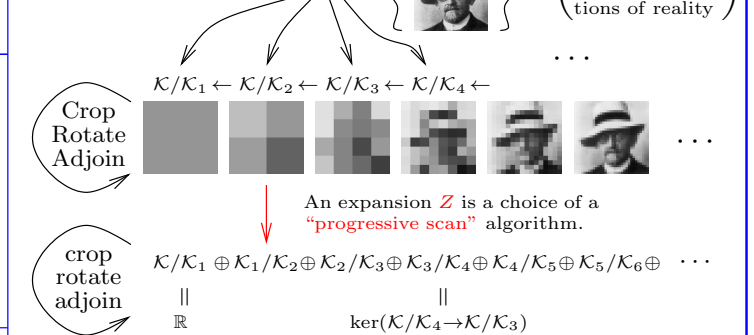 tions of reality
. . .
𝒦/𝒦₁ ← 𝒦/𝒦₂ ← 𝒦/𝒦₃ ← 𝒦/𝒦₄ ←
Crop
Rotate
Adjoin
. . .
An expansion Z is a choice of a
“progressive scan” algorithm.
crop
rotate
adjoin
𝒦/𝒦₁ ⊕ 𝒦₁/𝒦₂ ⊕ 𝒦₂/𝒦₃ ⊕ 𝒦₃/𝒦₄ ⊕ 𝒦₄/𝒦₅ ⊕ 𝒦₅/𝒦₆ ⊕ . . .
|| ||
ℝ ker(𝒦/𝒦₄→𝒦/𝒦₃)